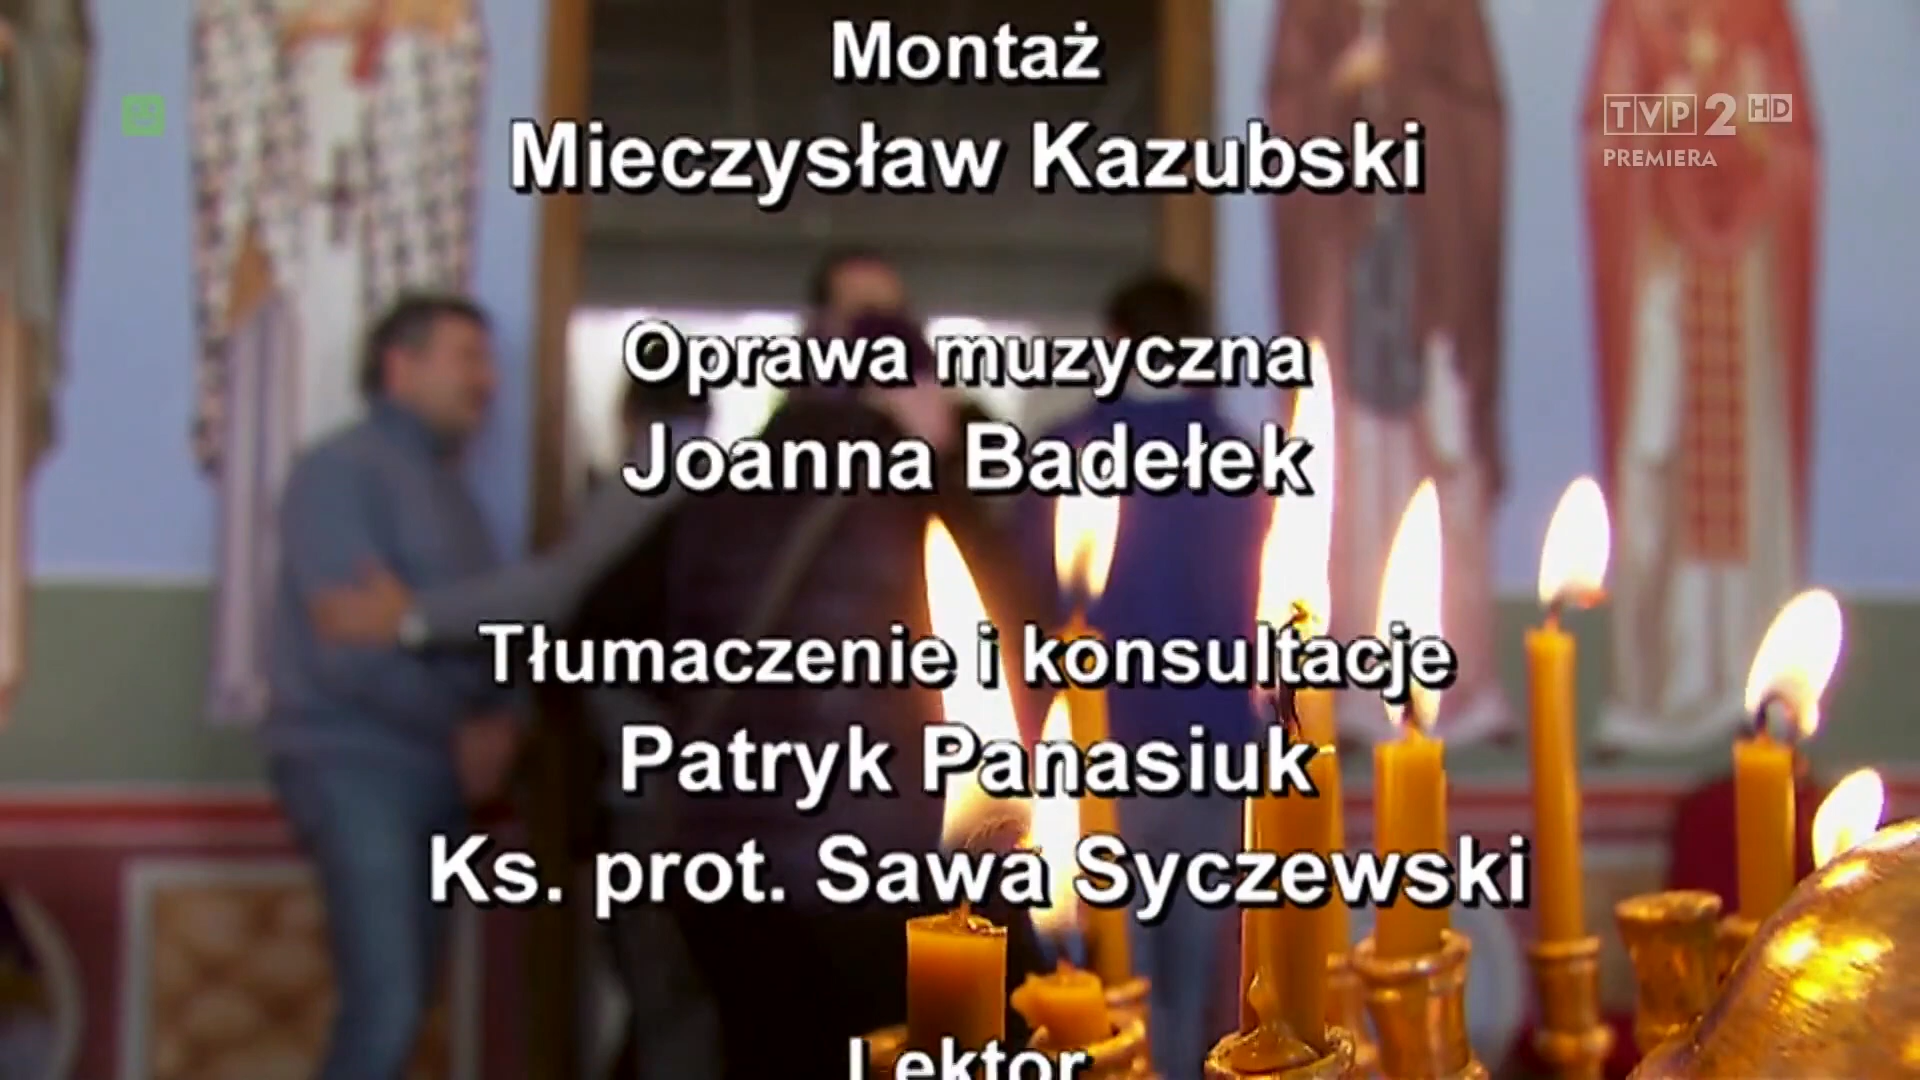 Montaż
Mieczysław Kazubski
TVP 2 HD
PREMIERA
Oprawa muzyczna
Joanna Badełek
Tłumaczenie i konsultacje
Patryk Panasiuk
Ks. prot. Sawa Syczewski
Lektor